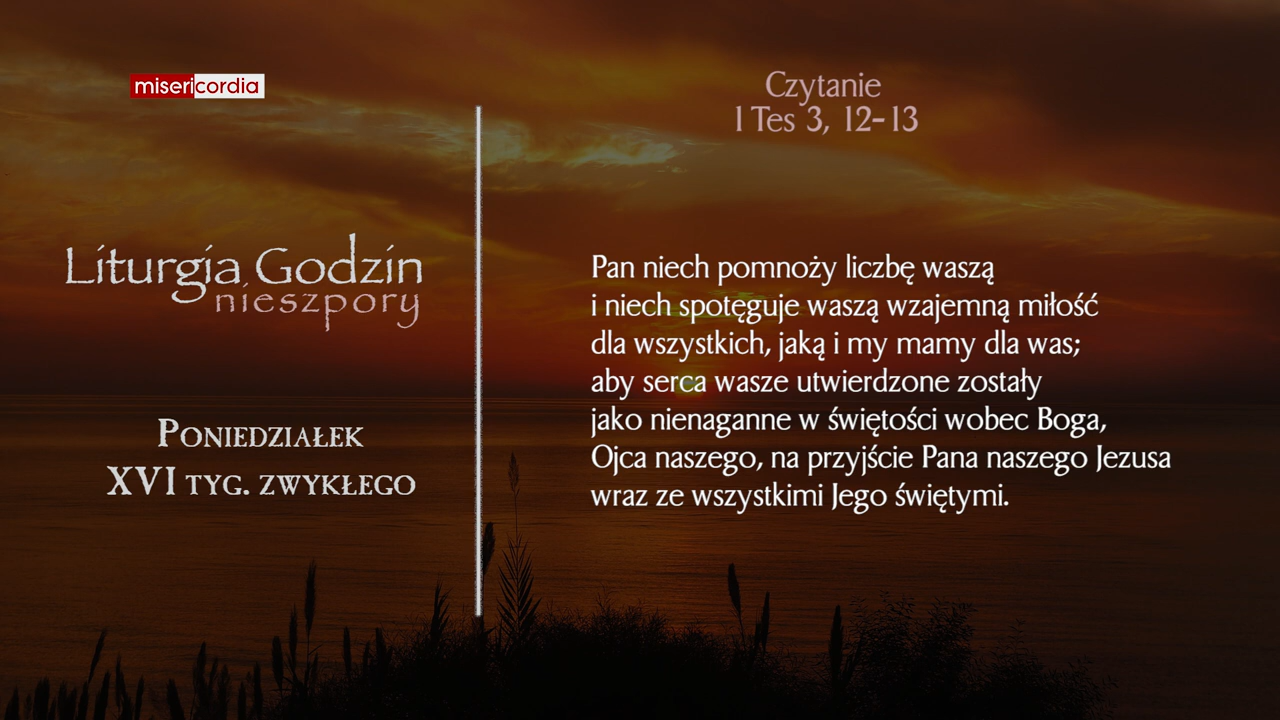 misericordia
Liturgia Godzin
nieszpory
Poniedziałek
XVI tyg. zwykłego
Czytanie
1 Tes 3, 12-13
Pan niech pomnoży liczbę waszą
i niech spotęguje waszą wzajemną miłość
dla wszystkich, jaką i my mamy dla was;
aby serca wasze utwierdzone zostały
jako nienaganne w świętości wobec Boga,
Ojca naszego, na przyjście Pana naszego Jezusa
wraz ze wszystkimi Jego świętymi.